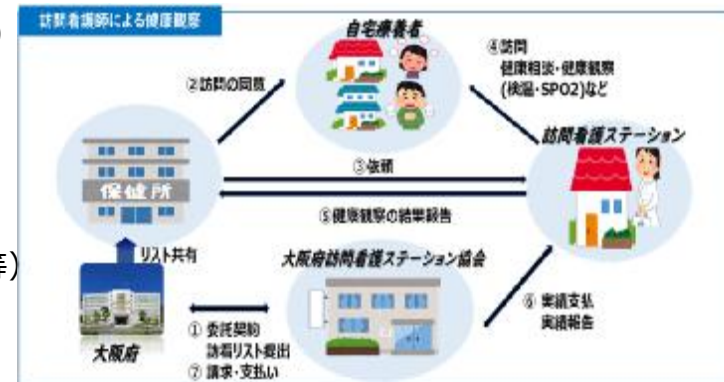 訪問看護師による健康観察
自宅療養者
②訪問の同意
④訪問
健康相談・健康観察
(検温・SPO2)など
訪問看護ステーション
保健所
③依頼
⑤健康観察の結果報告
リスト共有
大阪府訪問看護ステーション協会
等)
大阪府
① 委託契約
訪看リスト提出
⑦ 請求・支払い
⑥ 実績支払
実績報告